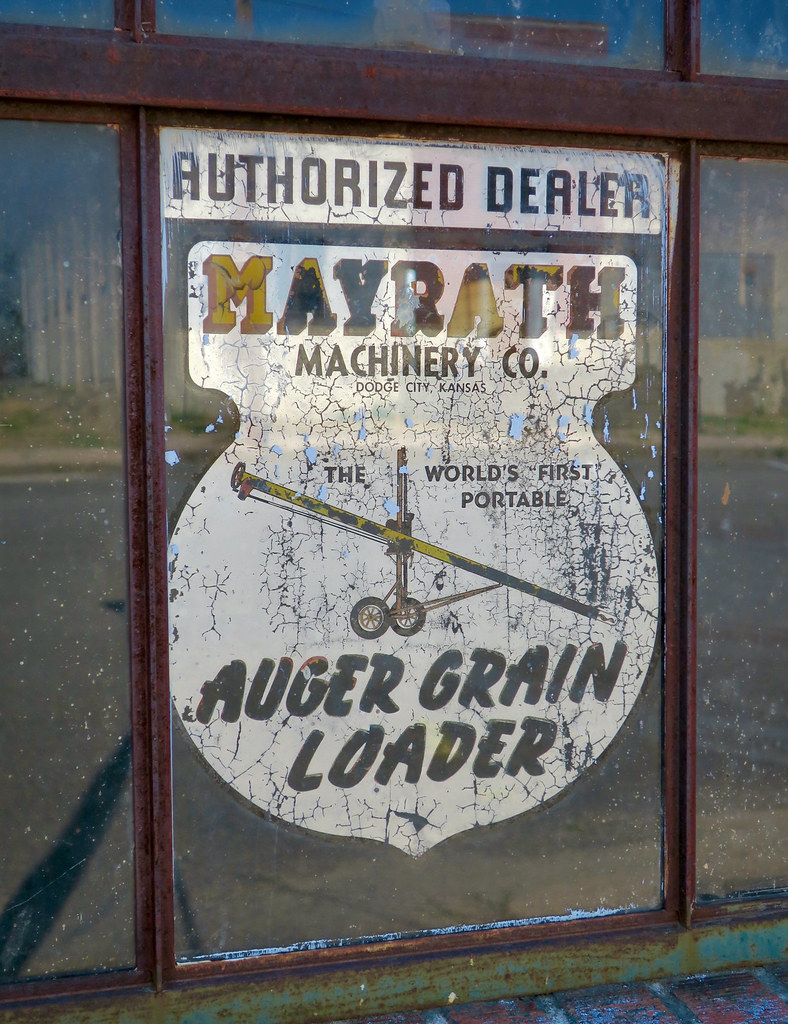 AUTHORIZED DEALER
MAYRATH
MACHINERY CO.
DODGE CITY, KANSAS
THE WORLD'S FIRST
PORTABLE
AUGER GRAIN
LOADER